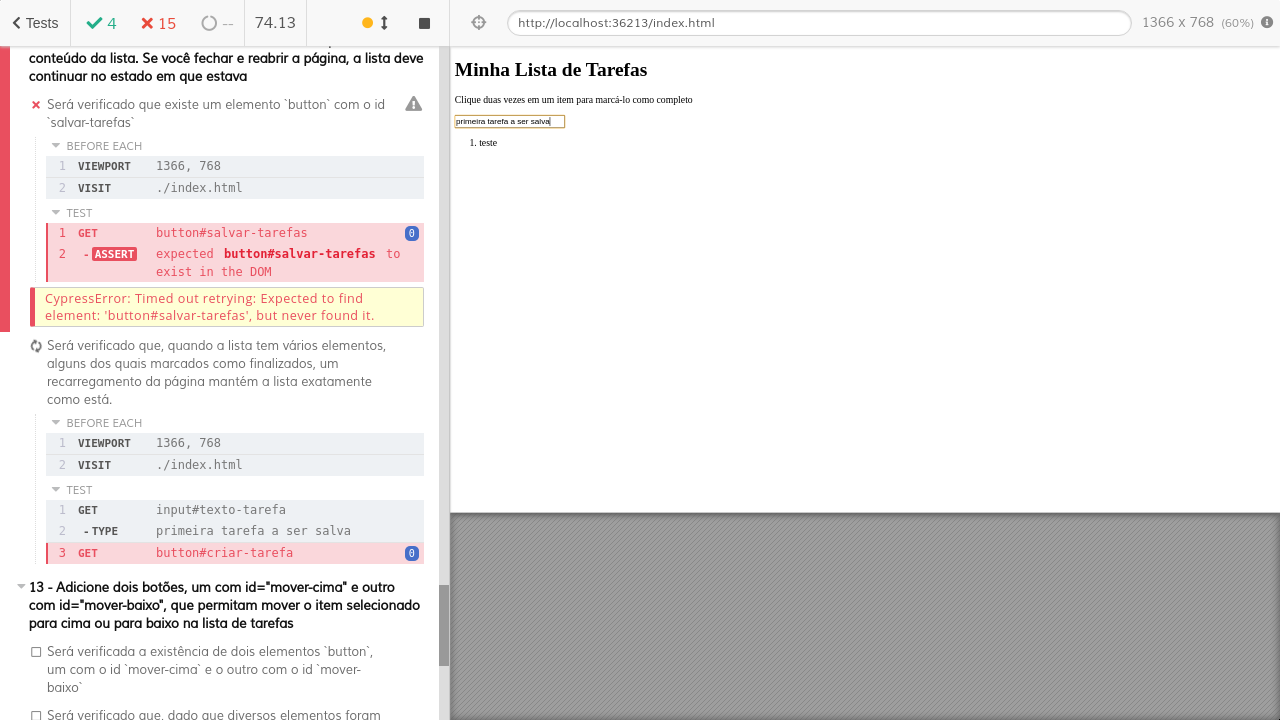 Tests
4
15
--
74.13
http://localhost:36213/index.html
1366 x 768 (60%)
conteúdo da lista. Se você fechar e reabrir a página, a lista deve
continuar no estado em que estava
Será verificado que existe um elemento `button` com o id
`salvar-tarefas`
BEFORE EACH
1 VIEWPORT 1366, 768
2 VISIT ./index.html
TEST
1 GET button#salvar-tarefas 0
2 -ASSERT expected button#salvar-tarefas to
exist in the DOM
CypressError: Timed out retrying: Expected to find
element: 'button#salvar-tarefas', but never found it.
Será verificado que, quando a lista tem vários elementos,
alguns dos quais marcados como finalizados, um
recarregamento da página mantém a lista exatamente
como está.
BEFORE EACH
1 VIEWPORT 1366, 768
2 VISIT ./index.html
TEST
1 GET input#texto-tarefa
2 -TYPE primeira tarefa a ser salva
3 GET button#criar-tarefa 0
13 - Adicione dois botões, um com id="mover-cima" e outro
com id="mover-baixo", que permitam mover o item selecionado
para cima ou para baixo na lista de tarefas
Será verificada a existência de dois elementos `button`,
um com o id `mover-cima` e o outro com o id `mover-
baixo`
Será verificado que, dado que diversos elementos foram
Minha Lista de Tarefas
Clique duas vezes em um item para marcá-lo como completo
primeira tarefa a ser salva
1. teste